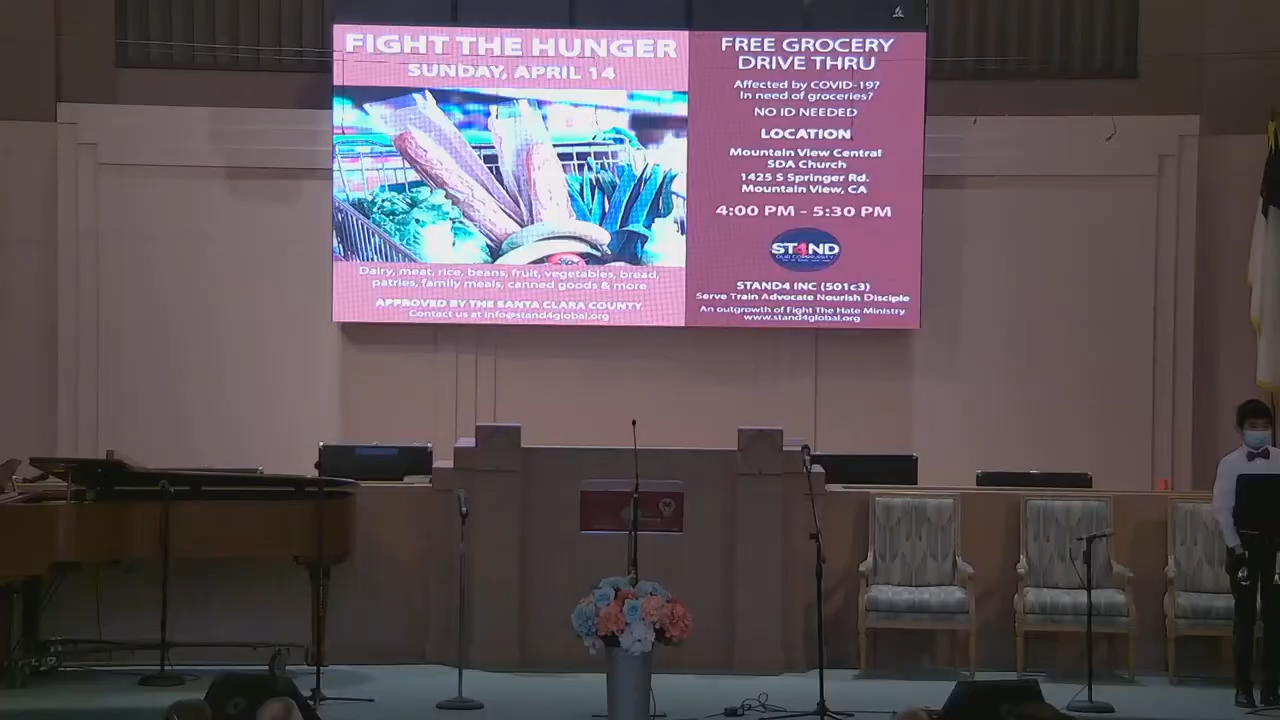 FIGHT THE HUNGER
SUNDAY, APRIL 14
Dairy, meat, rice, beans, fruit, vegetables, bread,
patries, family meals, canned goods & more
APPROVED BY THE SANTA CLARA COUNTY
Contact us at info@stand4global.org
FREE GROCERY
DRIVE THRU
Affected by COVID-19?
In need of groceries?
NO ID NEEDED
LOCATION
Mountain View Central
SDA Church
1425 S Springer Rd.
Mountain View, CA
4:00 PM - 5:30 PM
ST4ND
OUR COMMUNITY
STAND4 INC (501c3)
Serve Train Advocate Nourish Disciple
An outgrowth of Fight The Hate Ministry
www.stand4global.org